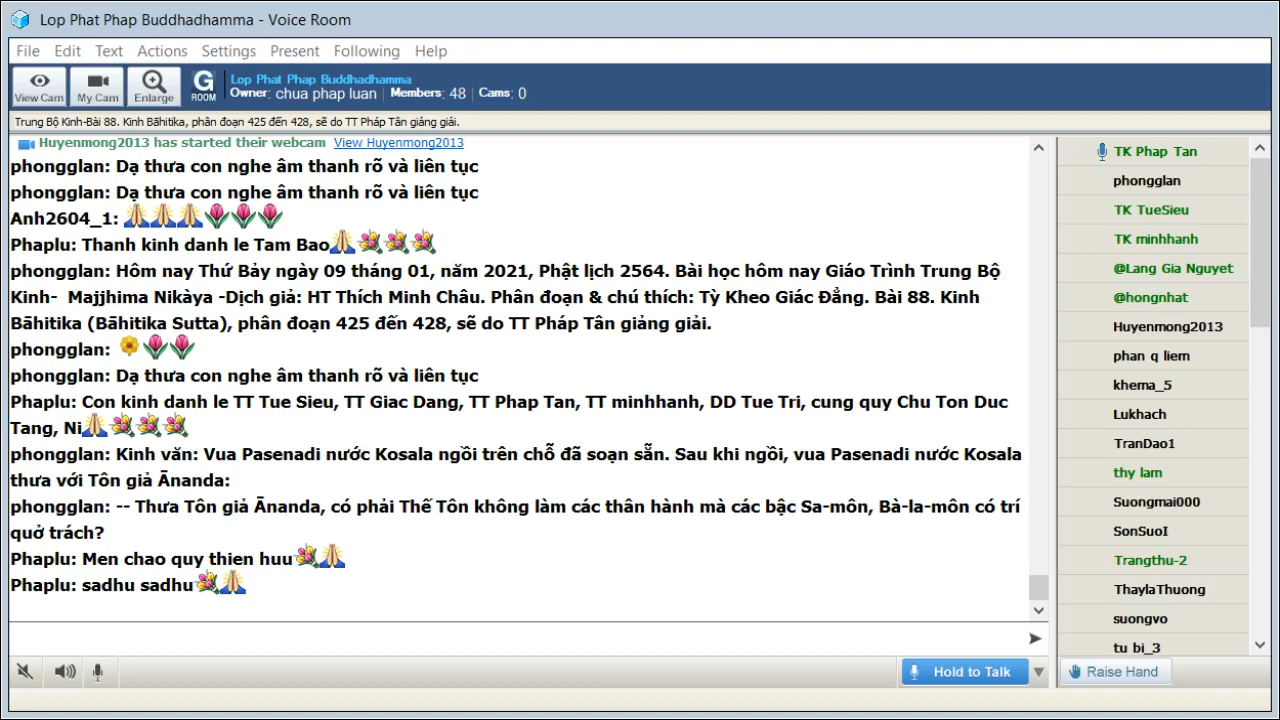 Lop Phat Phap Buddhadhamma - Voice Room
File Edit Text Actions Settings Present Following Help
View Cam My Cam Enlarge G ROOM
Lop Phat Phap Buddhadhamma
Owner: chua phap luan Members: 48 Cams: 0
Trung Bộ Kinh-Bài 88. Kinh Bãhitika, phân đoạn 425 đến 428, sẽ do TT Pháp Tân giảng giải.
Huyenmong2013 has started their webcam View Huyenmong2013
phongglan: Dạ thưa con nghe âm thanh rõ và liên tục
phongglan: Dạ thưa con nghe âm thanh rõ và liên tục
Anh2604_1:
Phaplu: Thanh kinh danh le Tam Bao
phongglan: Hôm nay Thứ Bảy ngày 09 tháng 01, năm 2021, Phật lịch 2564. Bài học hôm nay Giáo Trình Trung Bộ
Kinh- Majjhima Nikàya -Dịch giả: HT Thích Minh Châu. Phân đoạn & chú thích: Tỳ Kheo Giác Đẳng. Bài 88. Kinh
Bāhitika (Bāhitika Sutta), phân đoạn 425 đến 428, sẽ do TT Pháp Tân giảng giải.
phongglan:
phongglan: Dạ thưa con nghe âm thanh rõ và liên tục
Phaplu: Con kinh danh le TT Tue Sieu, TT Giac Dang, TT Phap Tan, TT minhhanh, DD Tue Tri, cung quy Chu Ton Duc
Tang, Ni
phongglan: Kinh văn: Vua Pasenadi nước Kosala ngồi trên chỗ đã soạn sẵn. Sau khi ngồi, vua Pasenadi nước Kosala
thưa với Tôn giả Ānanda:
phongglan: -- Thưa Tôn giả Ānanda, có phải Thế Tôn không làm các thân hành mà các bậc Sa-môn, Bà-la-môn có trí
quở trách?
Phaplu: Men chao quy thien huu
Phaplu: sadhu sadhu
TK Phap Tan
phongglan
TK TueSieu
TK minhhanh
@Lang Gia Nguyet
@hongnhat
Huyenmong2013
phan q liem
khema_5
Lukhach
TranDao1
thy lam
Suongmai000
SonSuoI
Trangthu-2
ThaylaThuong
suongvo
tu bi_3
Hold to Talk
Raise Hand